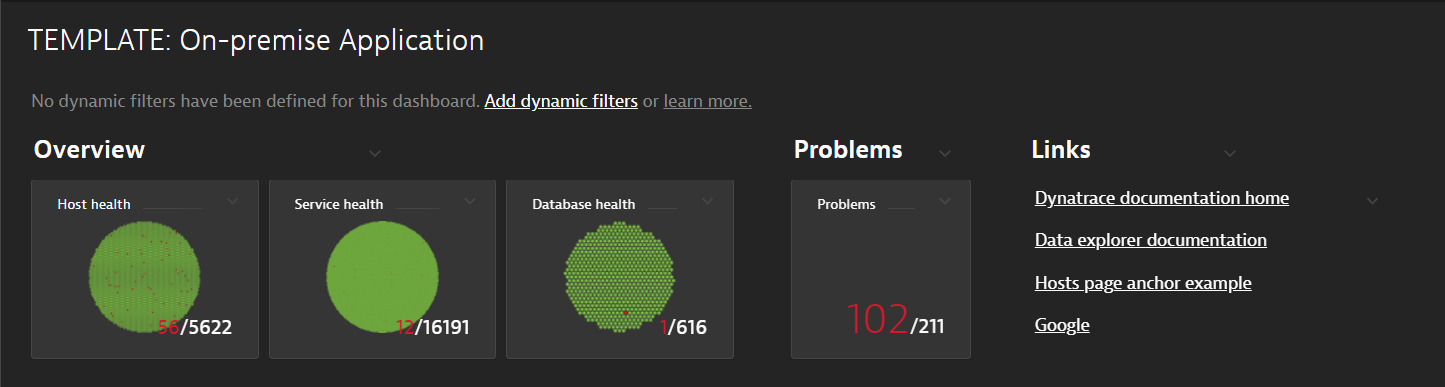 TEMPLATE: On-premise Application
No dynamic filters have been defined for this dashboard. Add dynamic filters or learn more.
Overview
Problems
Links
Host health
56/5622
Service health
12/16191
Database health
1/616
Problems
102/211
Dynatrace documentation home
Data explorer documentation
Hosts page anchor example
Google